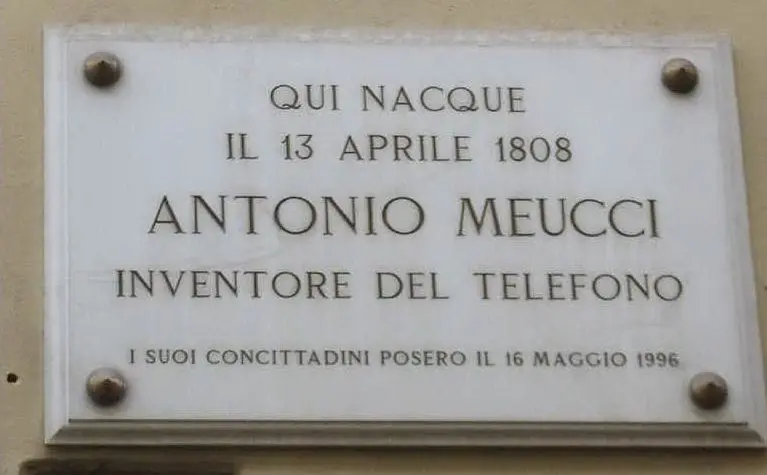 QUI NACQUE
IL 13 APRILE 1808
ANTONIO MEUCCI
INVENTORE DEL TELEFONO
I SUOI CONCITTADINI POSERO IL 16 MAGGIO 1996